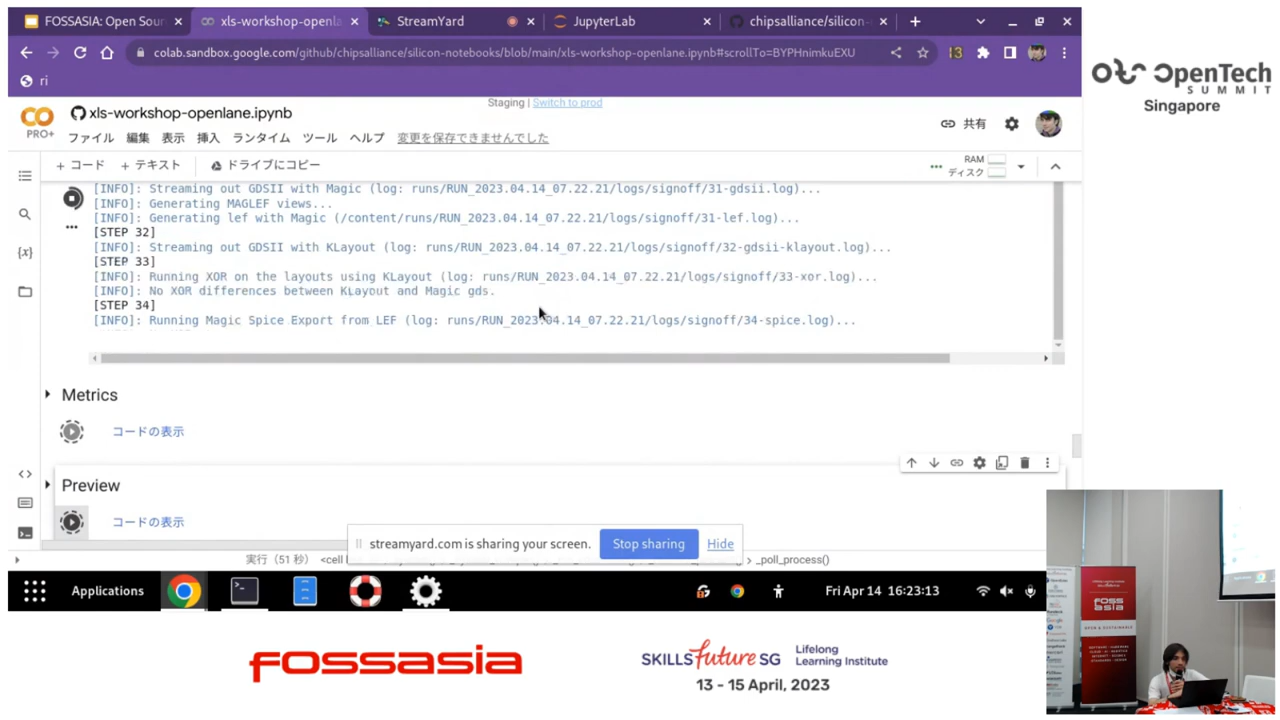 FOSSASIA: Open Sour
xls-workshop-openla
StreamYard
JupyterLab
chipsalliance/silicon-
colab.sandbox.google.com/github/chipsalliance/silicon-notebooks/blob/main/xls-workshop-openlane.ipynb#scrollTo=BYPHnimkuEXU
ri
Staging | Switch to prod
PRO+
xls-workshop-openlane.ipynb
共有
ファイル 編集 表示 挿入 ランタイム ツール ヘルプ 変更を保存できませんでした
+ コード + テキスト ドライブにコピー
RAM
ディスク
[INFO]: Streaming out GDSII with Magic (log: runs/RUN_2023.04.14_07.22.21/logs/signoff/31-gdsii.log)...
[INFO]: Generating MAGLEF views...
[INFO]: Generating lef with Magic (/content/runs/RUN_2023.04.14_07.22.21/logs/signoff/31-lef.log)...
[STEP 32]
[INFO]: Streaming out GDSII with KLayout (log: runs/RUN_2023.04.14_07.22.21/logs/signoff/32-gdsii-klayout.log)...
[STEP 33]
[INFO]: Running XOR on the layouts using KLayout (log: runs/RUN_2023.04.14_07.22.21/logs/signoff/33-xor.log)...
[INFO]: No XOR differences between KLayout and Magic gds.
[STEP 34]
[INFO]: Running Magic Spice Export from LEF (log: runs/RUN_2023.04.14_07.22.21/logs/signoff/34-spice.log)...
Metrics
コードの表示
Preview
コードの表示
streamyard.com is sharing your screen.
Stop sharing
Hide
実行 (51 秒) <cell
_poll_process()
Applications
Fri Apr 14 16:23:13
OpenTech
SUMMIT
Singapore
FOSSASIA
SkillsFuture SG
Lifelong
Learning Institute
13 - 15 April, 2023
FOSS
ASIA